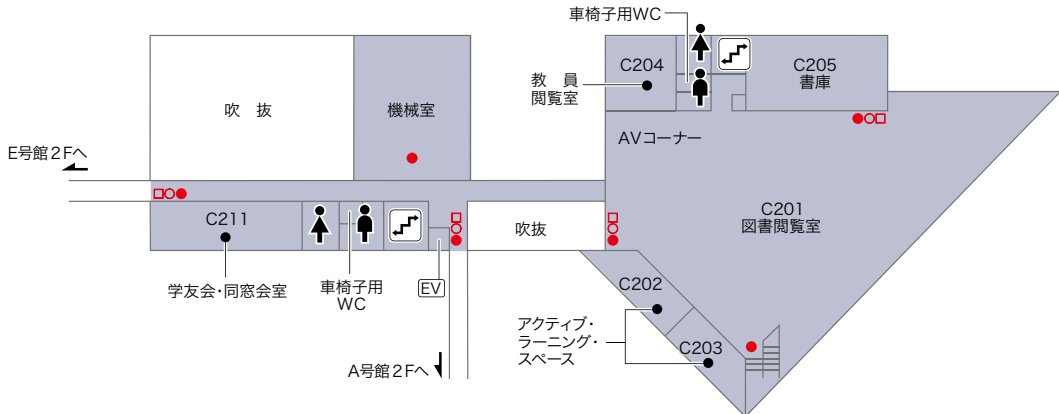 車椅子用WC
C204
C205
書庫
教　員
閲覧室
吹　抜
機械室
AVコーナー
E号館2Fへ
C211
C201
図書閲覧室
吹抜
学友会・同窓会室
車椅子用
WC
EV
C202
アクティブ・
ラーニング・
スペース
C203
A号館2Fへ